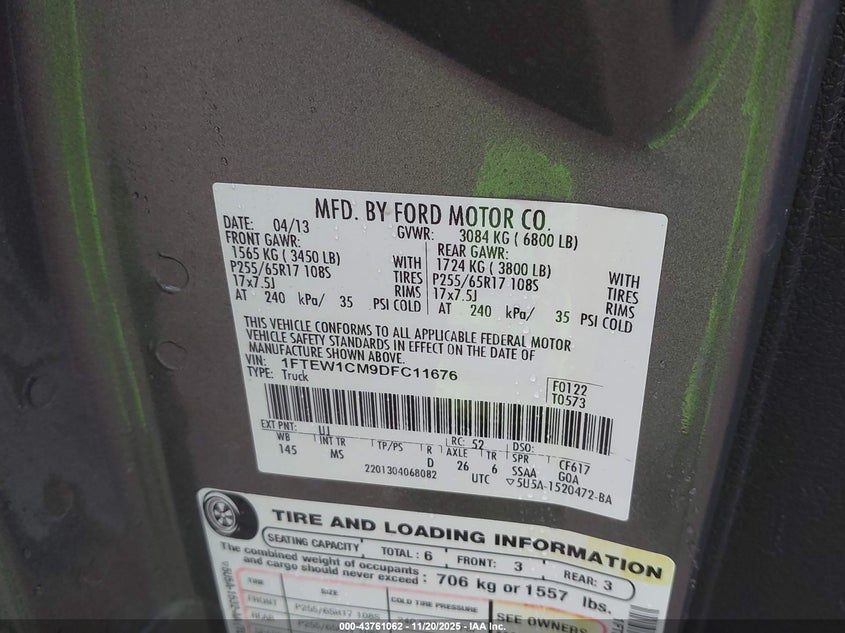 MFD. BY FORD MOTOR CO.
DATE: 04/13 GVWR: 3084 KG ( 6800 LB)
FRONT GAWR: REAR GAWR:
1565 KG ( 3450 LB) WITH 1724 KG ( 3800 LB) WITH
P255/65R17 108S TIRES P255/65R17 108S TIRES
17x7.5J RIMS 17x7.5J RIMS
AT 240 kPa/ 35 PSI COLD AT 240 kPa/ 35 PSI COLD
THIS VEHICLE CONFORMS TO ALL APPLICABLE FEDERAL MOTOR
VEHICLE SAFETY STANDARDS IN EFFECT ON THE DATE OF
MANUFACTURE SHOWN ABOVE.
VIN: 1FTEW1CM9DFC11676
TYPE: Truck
F0122
T0573
EXT PNT: UJ RC: 52 DSO:
WB INT TR TP/PS R AXLE TR SPR CF617
145 MS D 26 6 SSAA GOA
2201304068082 UTC ▽5U5A-1520472-BA
TIRE AND LOADING INFORMATION
SEATING CAPACITY TOTAL: 6 FRONT: 3 REAR: 3
The combined weight of occupants
and cargo should never exceed : 706 kg or 1557 lbs.
TIRE SIZE COLD TIRE PRESSURE
FRONT P255/65R17 108S SEE OWNERS
REAR
000-43761062 - 11/20/2025 - IAA